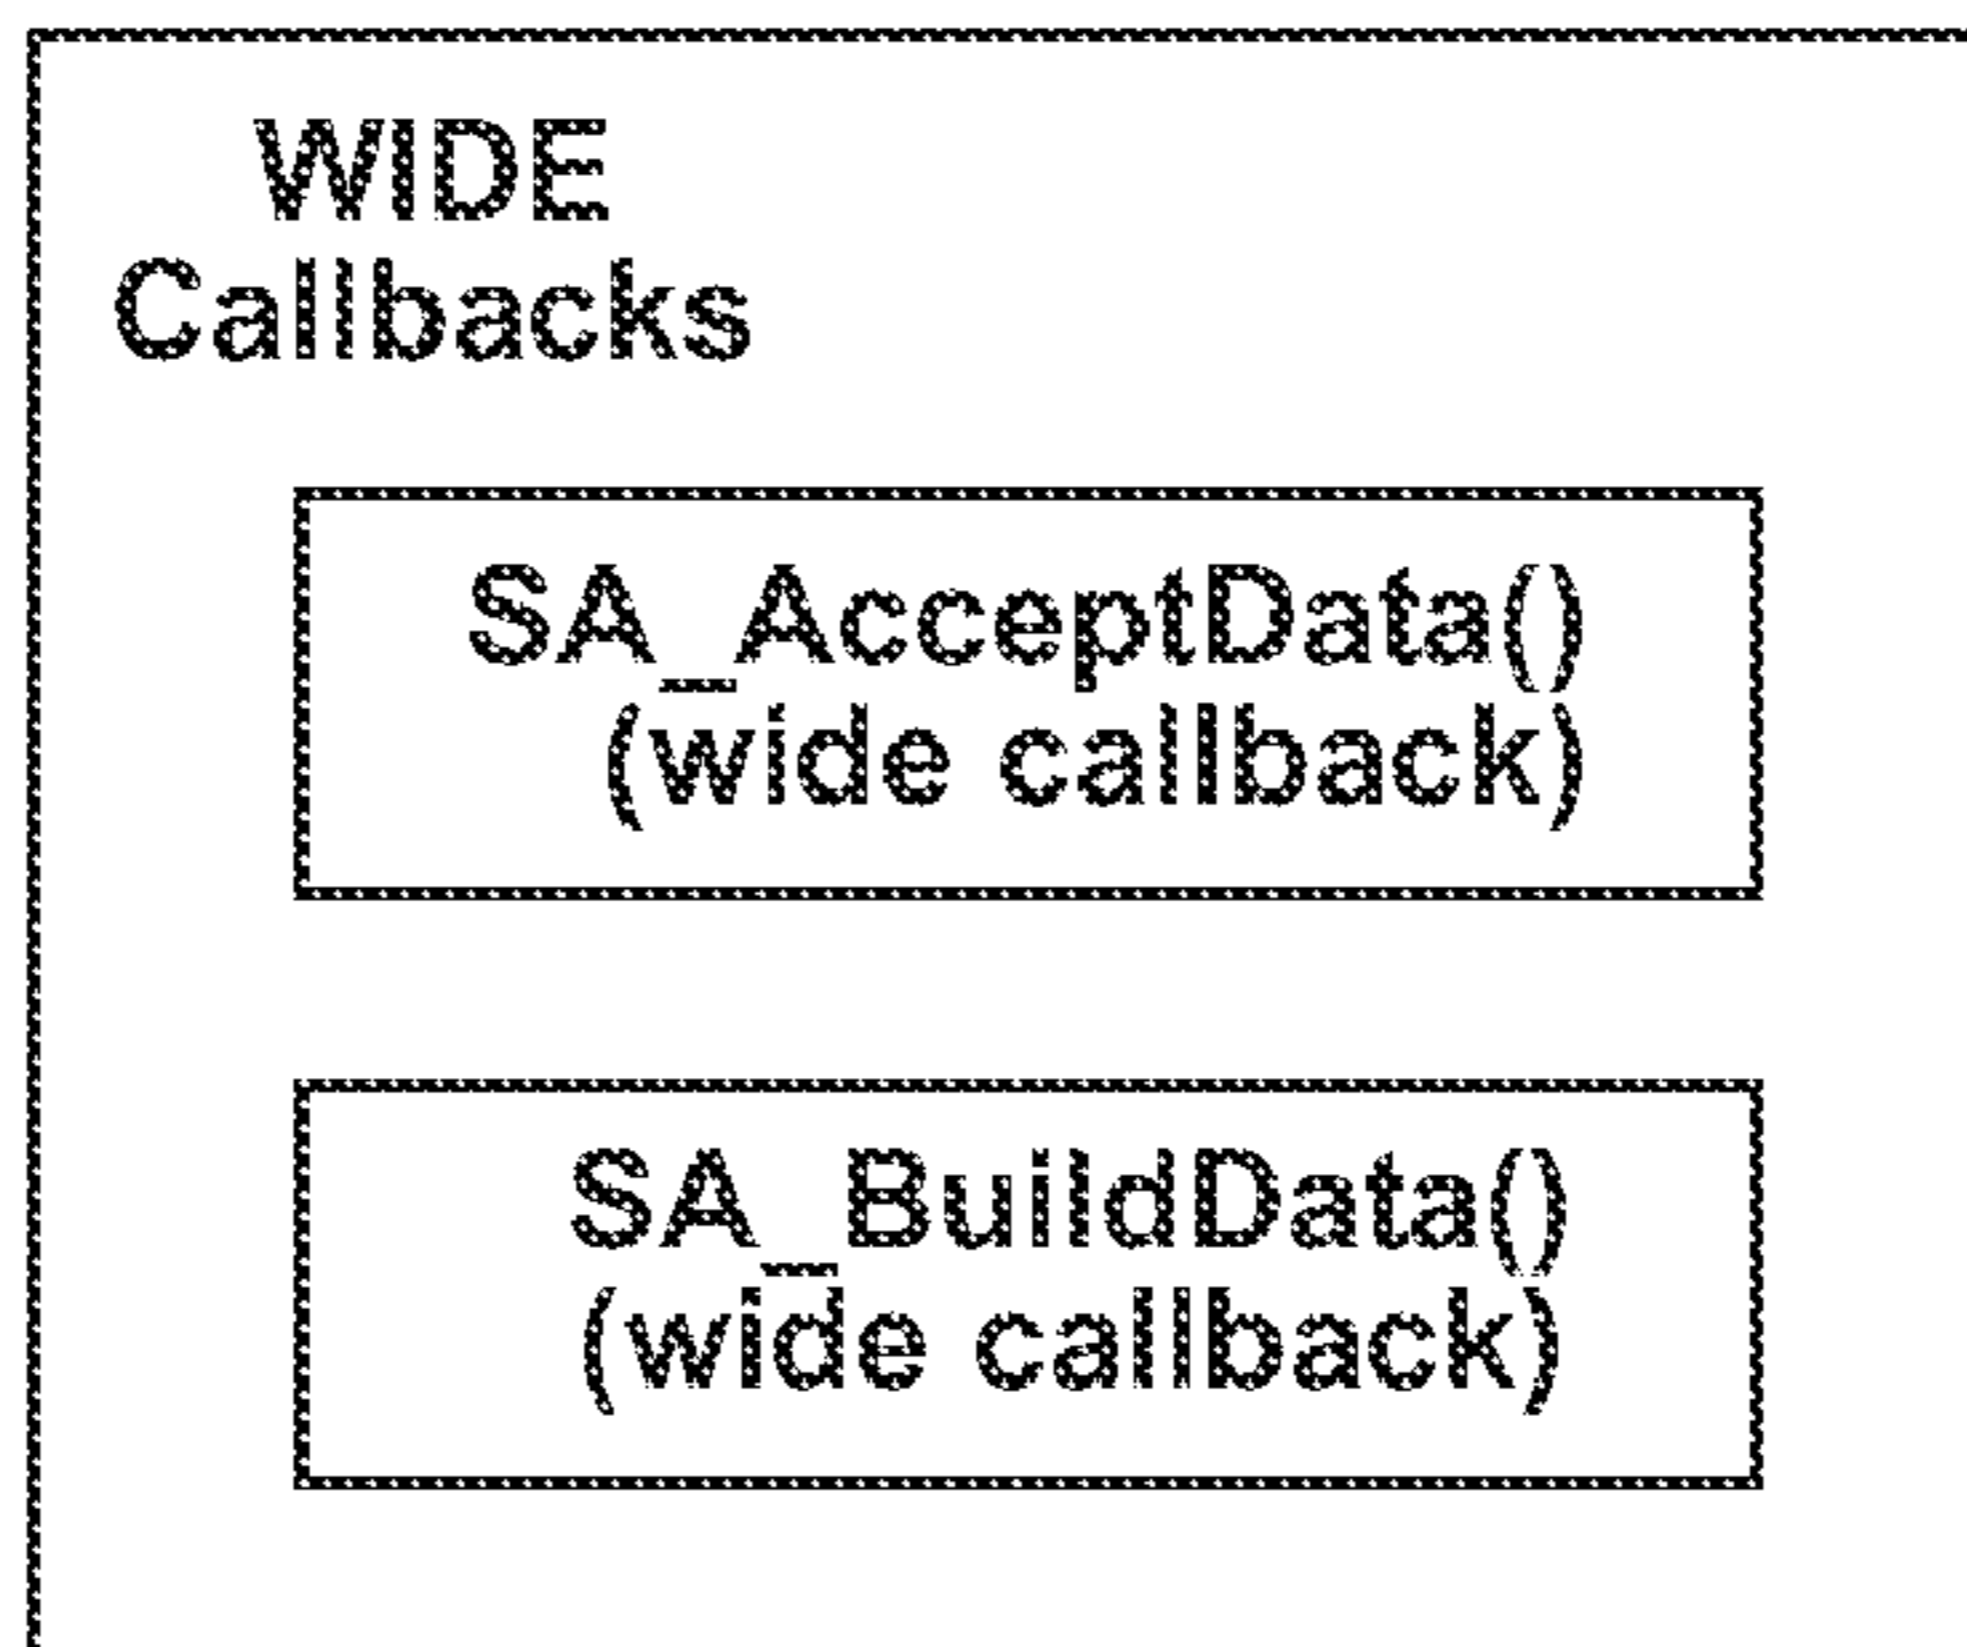 WIDE
Callbacks
SA_AcceptData()
(wide callback)
SA_BuildData()
(wide callback)